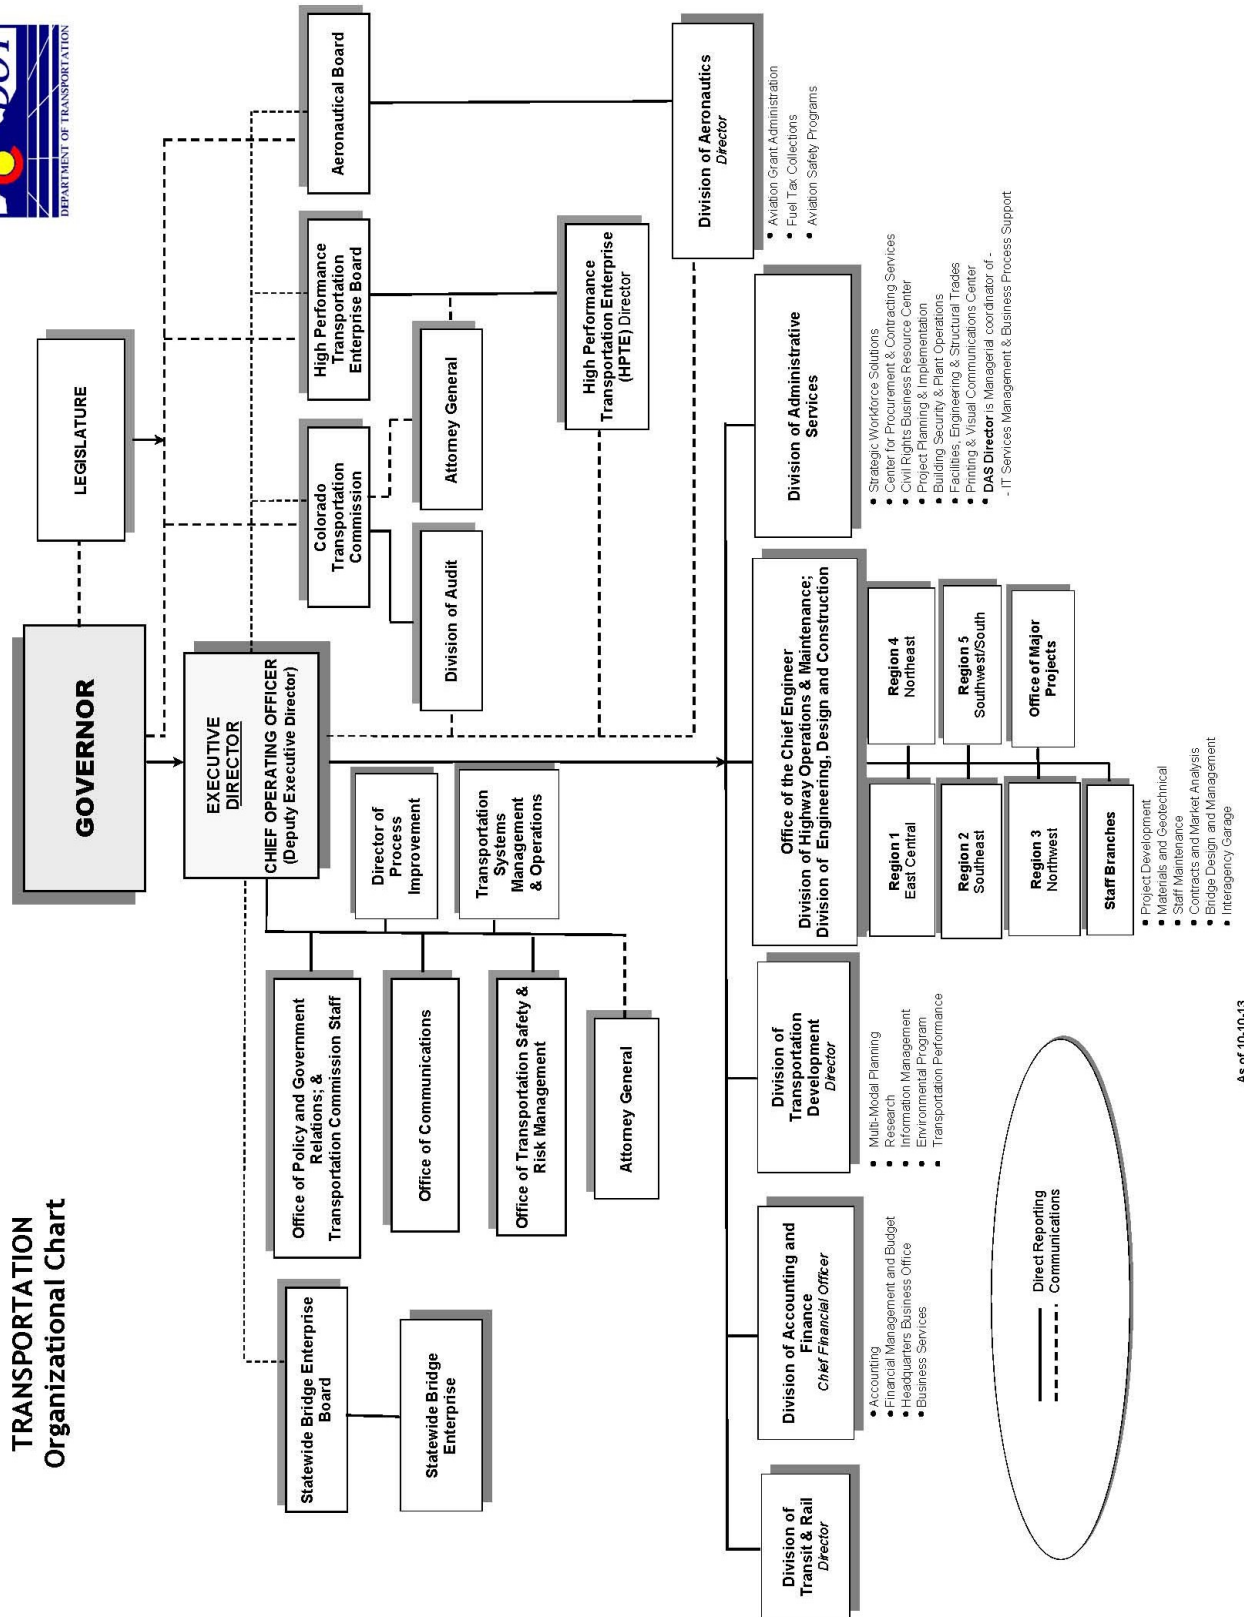 TRANSPORTATION
Organizational Chart
DEPARTMENT OF TRANSPORTATION
GOVERNOR
LEGISLATURE
EXECUTIVE
DIRECTOR
CHIEF OPERATING OFFICER
(Deputy Executive Director)
Statewide Bridge Enterprise
Board
Statewide Bridge
Enterprise
Office of Policy and Government
Relations; &
Transportation Commission Staff
Office of Communications
Office of Transportation Safety &
Risk Management
Attorney General
Director of
Process
Improvement
Transportation
Systems
Management
& Operations
Colorado
Transportation
Commission
Division of Audit
Attorney General
High Performance
Transportation
Enterprise Board
High Performance
Transportation Enterprise
(HPTE) Director
Aeronautical Board
Division of Aeronautics
Director
• Aviation Grant Administration
• Fuel Tax Collections
• Aviation Safety Programs
Division of
Transit & Rail
Director
Division of Accounting and
Finance
Chief Financial Officer
• Accounting
• Financial Management and Budget
• Headquarters Business Office
• Business Services
Division of
Transportation
Development
Director
• Multi-Modal Planning
• Research
• Information Management
• Environmental Program
• Transportation Performance
Office of the Chief Engineer
Division of Highway Operations & Maintenance;
Division of Engineering, Design and Construction
Region 1
East Central
Region 4
Northeast
Region 2
Southeast
Region 5
Southwest/South
Region 3
Northwest
Office of Major
Projects
Staff Branches
• Project Development
• Materials and Geotechnical
• Staff Maintenance
• Contracts and Market Analysis
• Bridge Design and Management
• Interagency Garage
Division of Administrative
Services
• Strategic Workforce Solutions
• Center for Procurement & Contracting Services
• Civil Rights Business Resource Center
• Project Planning & Implementation
• Building Security & Plant Operations
• Facilities, Engineering & Structural Trades
• Printing & Visual Communications Center
• DAS Director is Managerial coordinator of -
- IT Services Management & Business Process Support
Direct Reporting
Communications
As of 10-10-13